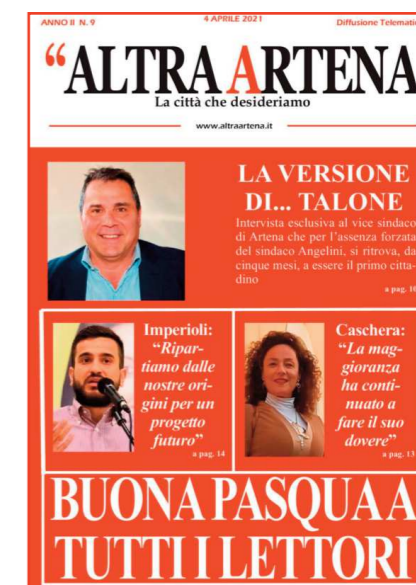 ANNO II N. 9
4 APRILE 2021
Diffusione Telematic
“ALTRA ARTENA
La città che desideriamo
www.altraartena.it
LA VERSIONE
DI... TALONE
Intervista esclusiva al vice sindaco
di Artena che per l’assenza forzata
del sindaco Angelini, si ritrova, da
cinque mesi, a essere il primo citta-
dino
a pag. 10
Imperioli:
“Ripar-
tiamo dalle
nostre ori-
gini per un
progetto
futuro”
a pag. 14
Caschera:
“La mag-
gioranza
ha conti-
nuato a
fare il suo
dovere”
a pag. 13
BUONA PASQUA A
TUTTI I LETTORI